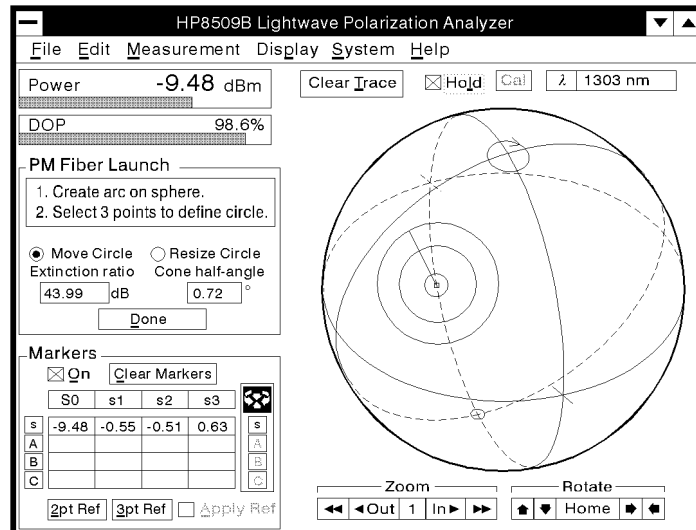 HP8509B Lightwave Polarization Analyzer
File Edit Measurement Display System Help
Power -9.48 dBm
DOP 98.6%
Clear Trace Hold Cal λ 1303 nm
PM Fiber Launch
1. Create arc on sphere.
2. Select 3 points to define circle.
Move Circle Resize Circle
Extinction ratio Cone half-angle
43.99 dB 0.72 °
Done
Markers
On Clear Markers
S0 s1 s2 s3
s -9.48 -0.55 -0.51 0.63 s
A A
B B
C C
2pt Ref 3pt Ref Apply Ref
Zoom
Out 1 In
Rotate
Home